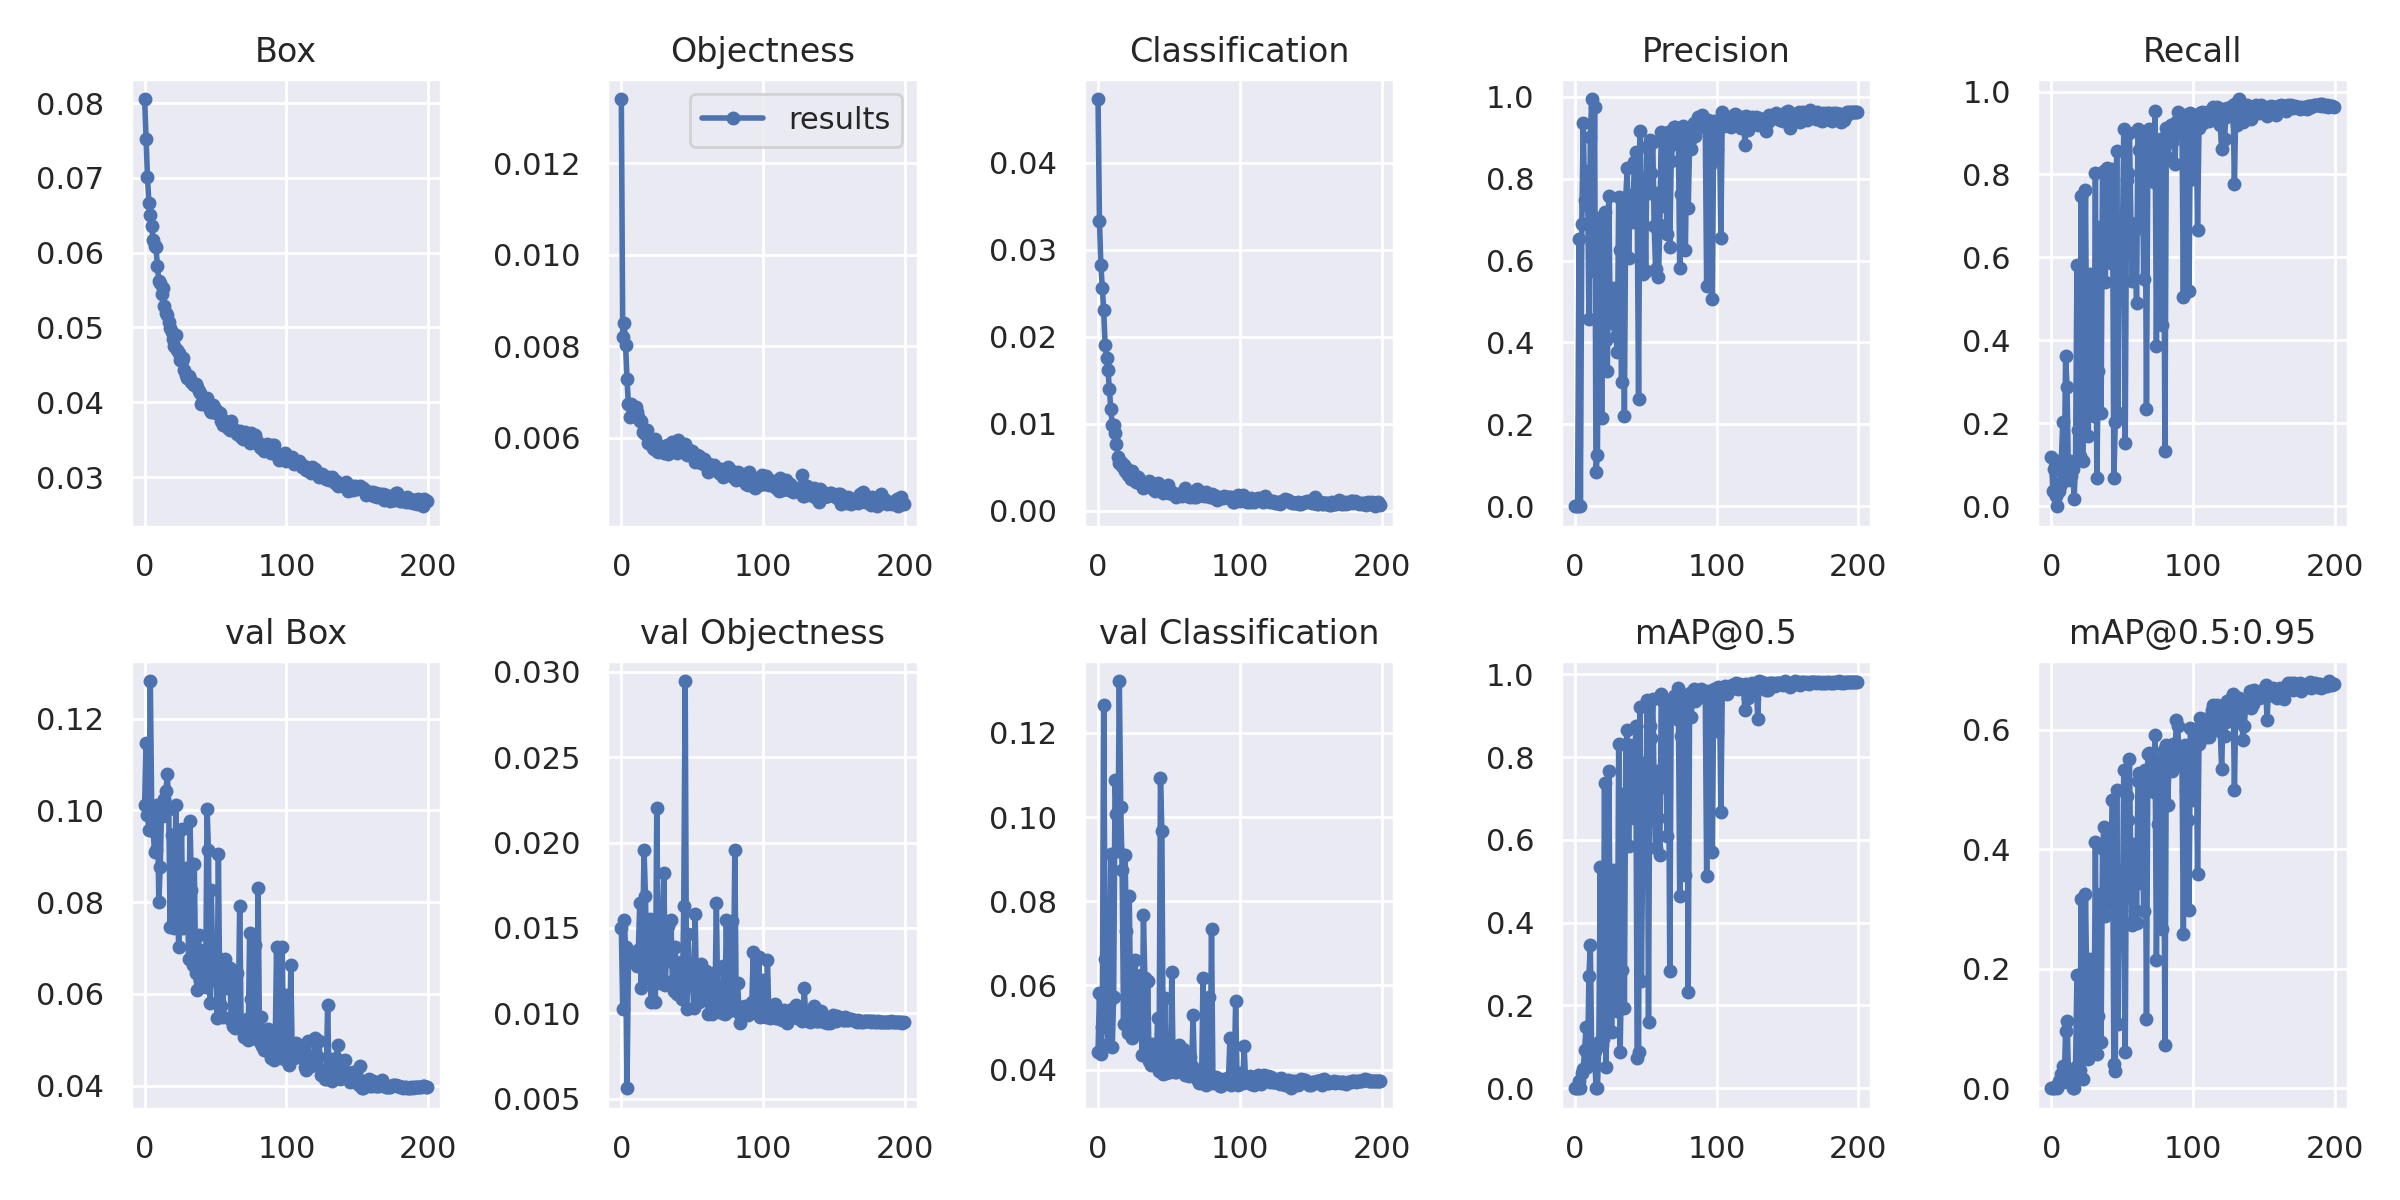 Box
Objectness
Classification
Precision
Recall
0.08
0.07
0.06
0.05
0.04
0.03
0 100 200
results
0.012
0.010
0.008
0.006
0 100 200
0.04
0.03
0.02
0.01
0.00
0 100 200
1.0
0.8
0.6
0.4
0.2
0.0
0 100 200
1.0
0.8
0.6
0.4
0.2
0.0
0 100 200
val Box
val Objectness
val Classification
mAP@0.5
mAP@0.5:0.95
0.12
0.10
0.08
0.06
0.04
0 100 200
0.030
0.025
0.020
0.015
0.010
0.005
0 100 200
0.12
0.10
0.08
0.06
0.04
0 100 200
1.0
0.8
0.6
0.4
0.2
0.0
0 100 200
0.6
0.4
0.2
0.0
0 100 200